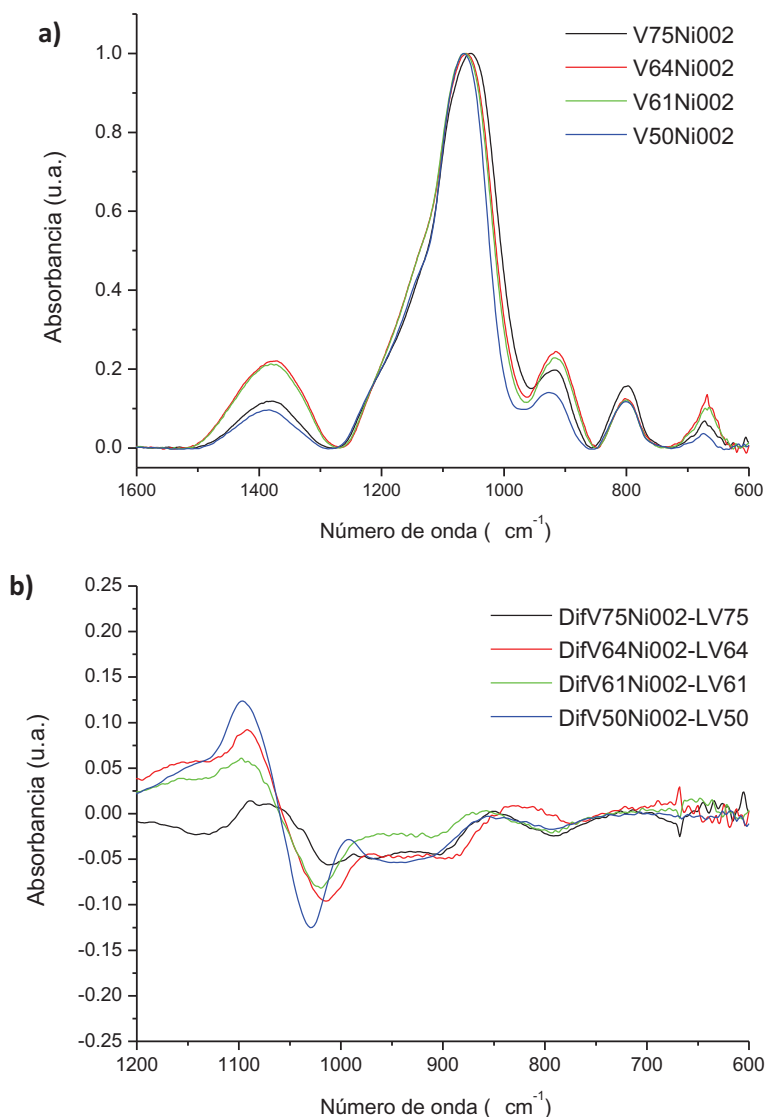 a)
V75Ni002
V64Ni002
V61Ni002
V50Ni002
Absorbancia (u.a.)
1.0
0.8
0.6
0.4
0.2
0.0
1600 1400 1200 1000 800 600
Número de onda ( cm⁻¹)
b)
DifV75Ni002-LV75
DifV64Ni002-LV64
DifV61Ni002-LV61
DifV50Ni002-LV50
Absorbancia (u.a.)
0.25
0.20
0.15
0.10
0.05
0.00
-0.05
-0.10
-0.15
-0.20
-0.25
1200 1100 1000 900 800 700 600
Número de onda ( cm⁻¹)